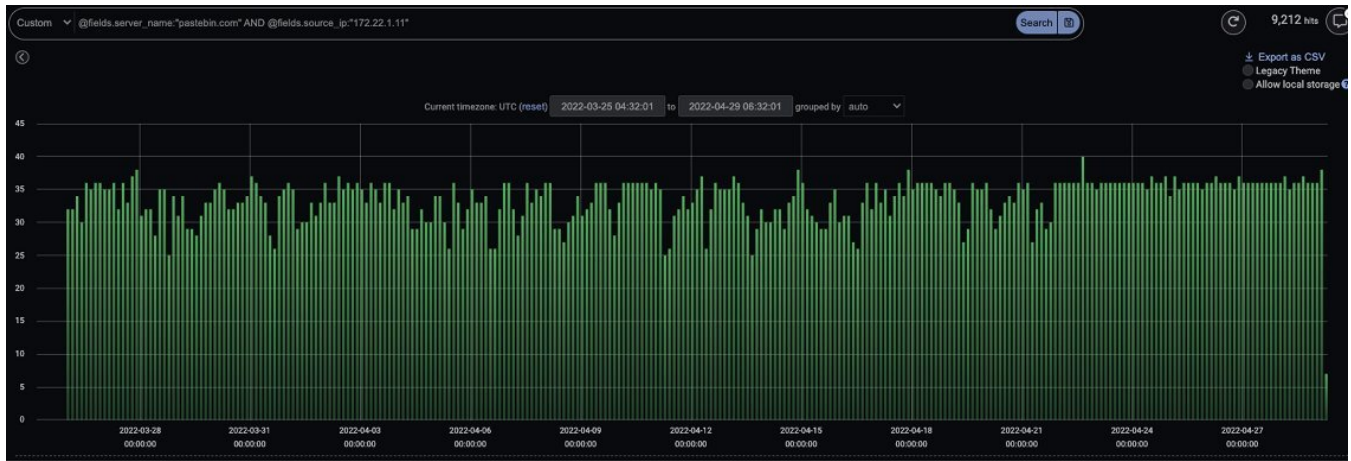 Custom @fields.server_name:"pastebin.com" AND @fields.source_ip:"172.22.1.11" Search 9,212 hits
Export as CSV
Legacy Theme
Allow local storage ?
Current timezone: UTC (reset) 2022-03-25 04:32:01 to 2022-04-29 06:32:01 grouped by auto
45
40
35
30
25
20
15
10
5
0
2022-03-28 2022-03-31 2022-04-03 2022-04-06 2022-04-09 2022-04-12 2022-04-15 2022-04-18 2022-04-21 2022-04-24 2022-04-27
00:00:00 00:00:00 00:00:00 00:00:00 00:00:00 00:00:00 00:00:00 00:00:00 00:00:00 00:00:00 00:00:00